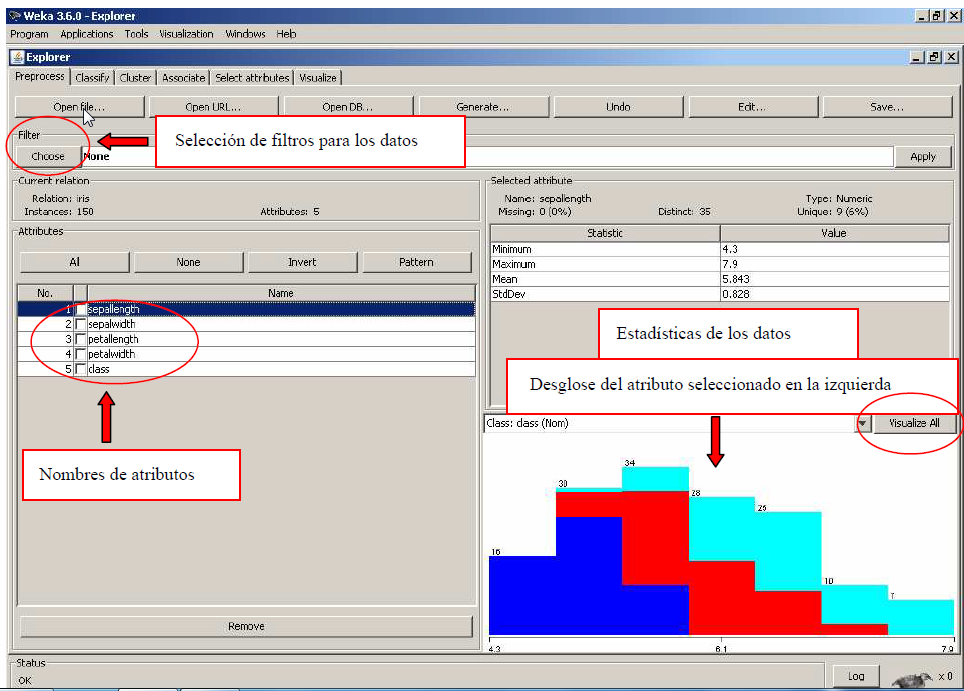 Weka 3.6.0 - Explorer
Program Applications Tools Visualization Windows Help
Explorer
Preprocess Classify Cluster Associate Select attributes Visualize
Open file... Open URL... Open DB... Generate... Undo Edit... Save...
Filter
Choose None Apply
Selección de filtros para los datos
Current relation
Relation: iris
Instances: 150 Attributes: 5
Selected attribute
Name: sepallength Type: Numeric
Missing: 0 (0%) Distinct: 35 Unique: 9 (6%)
Statistic Value
Minimum 4.3
Maximum 7.9
Mean 5.843
StdDev 0.828
Attributes
All None Invert Pattern
No. Name
1 sepallength
2 sepalwidth
3 petallength
4 petalwidth
5 class
Nombres de atributos
Remove
Estadísticas de los datos
Desglose del atributo seleccionado en la izquierda
Class: class (Nom) Visualize All
16 30 34 28 25 10 7
4.3 6.1 7.9
Status
OK
Log x 0